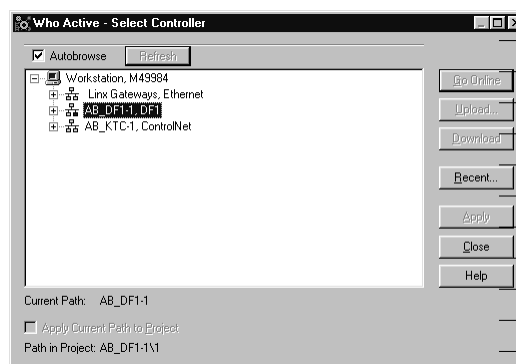 Who Active - Select Controller
Autobrowse
Refresh
Workstation, M49984
Linx Gateways, Ethernet
AB_DF1-1, DF1
AB_KTC-1, ControlNet
Go Online
Upload...
Download
Recent...
Apply
Close
Help
Current Path: AB_DF1-1
Apply Current Path to Project
Path in Project: AB_DF1-1\1